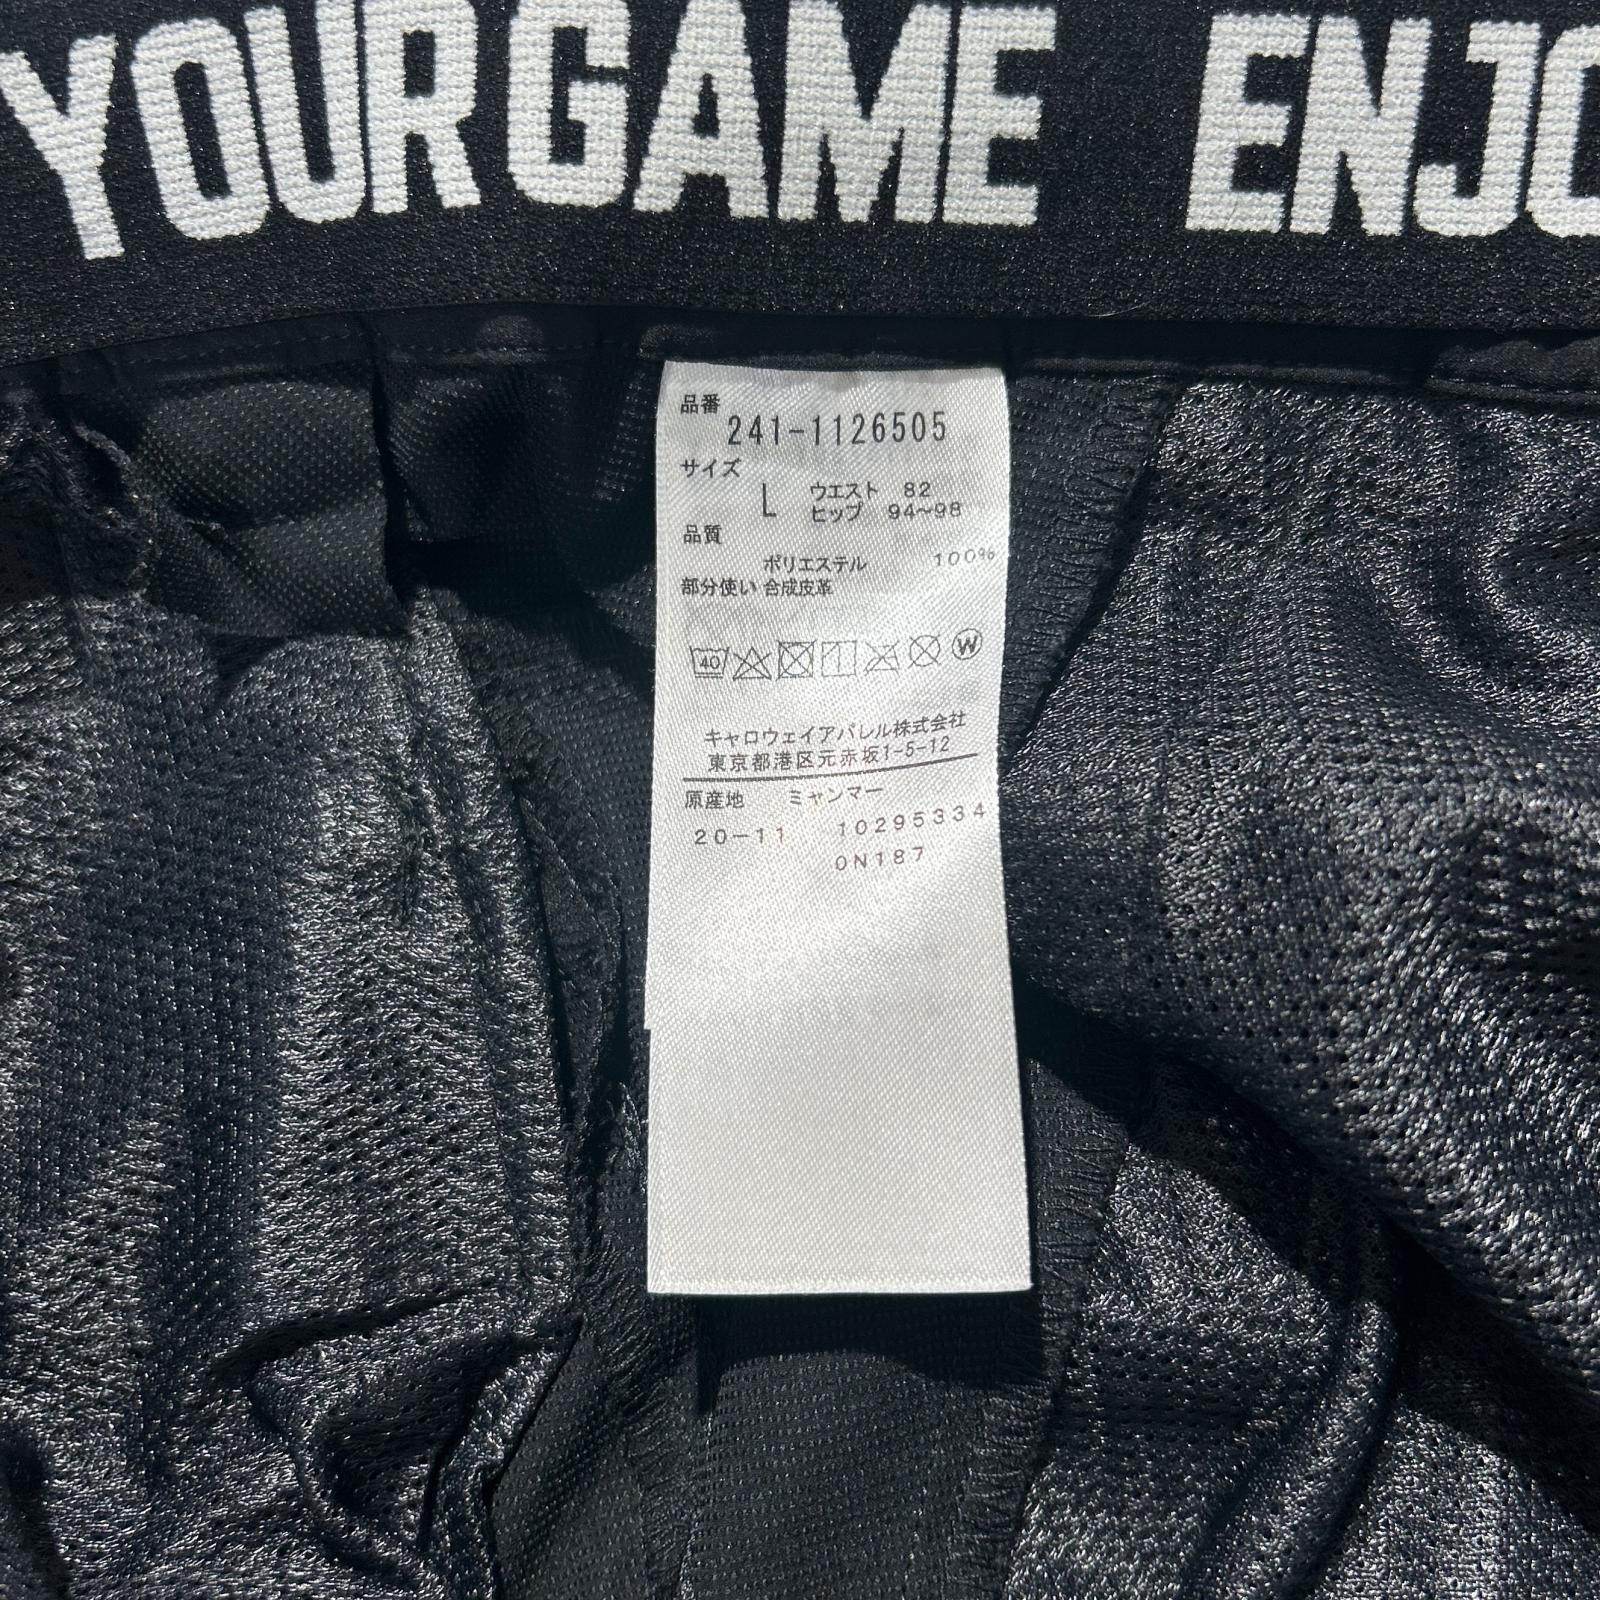 YOUR GAME ENJO
品番
241-1126505
サイズ
L ウエスト 82
ヒップ 94~98
品質
ポリエステル 100%
部分使い 合成皮革
40 W
キャロウェイアパレル株式会社
東京都港区元赤坂1-5-12
原産地 ミャンマー
20-11 10295334
0N187